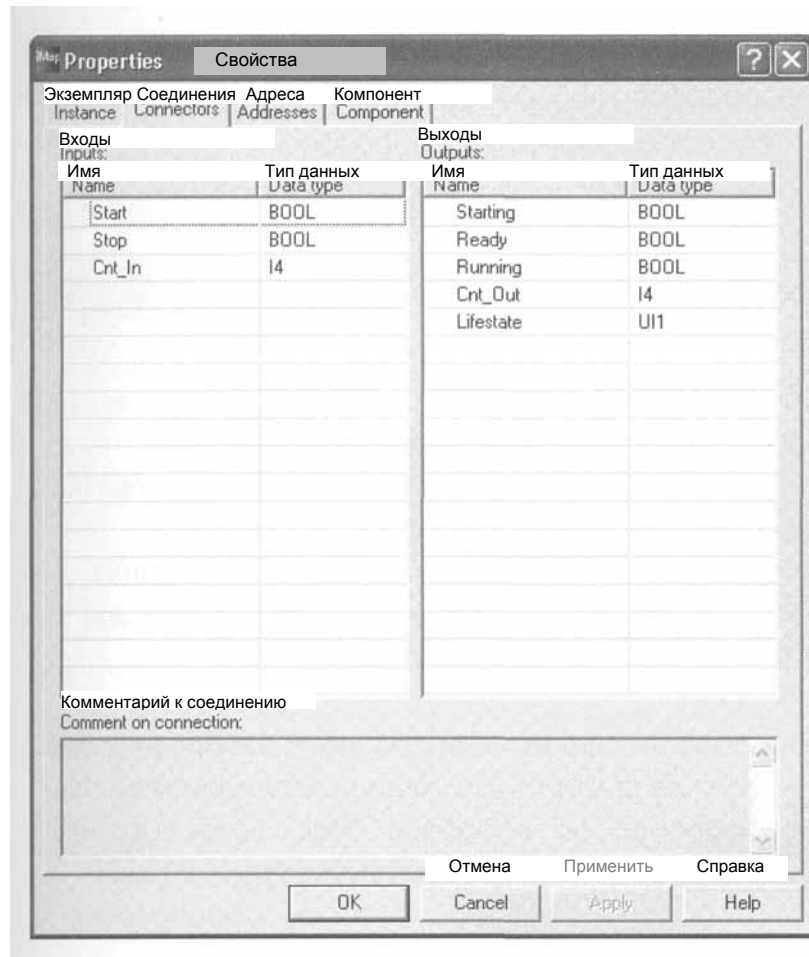 iMap Properties Свойства
Экземпляр Соединения Адреса Компонент
Instance Connectors Addresses Component
Входы Выходы
Inputs: Outputs:
Имя Тип данных Имя Тип данных
Name Data type Name Data type
Start BOOL Starting BOOL
Stop BOOL Ready BOOL
Cnt_In I4 Running BOOL
Cnt_Out I4
Lifestate UI1
Комментарий к соединению
Comment on connection:
Отмена Применить Справка
OK Cancel Apply Help